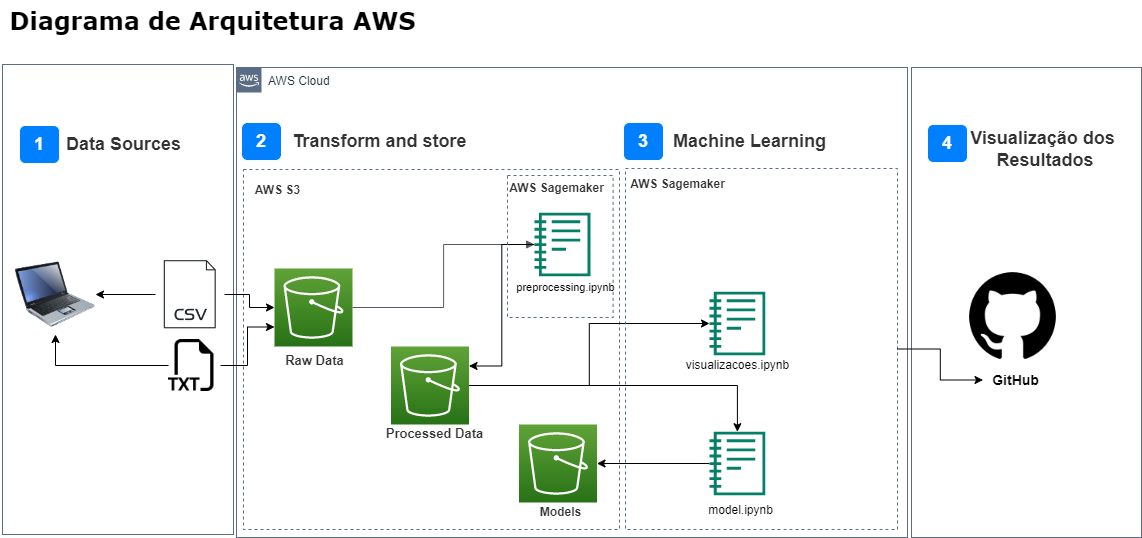 Diagrama de Arquitetura AWS
aws
AWS Cloud
1
Data Sources
2
Transform and store
3
Machine Learning
4
Visualização dos
Resultados
AWS S3
AWS Sagemaker
AWS Sagemaker
preprocessing.ipynb
CSV
TXT
Raw Data
Processed Data
Models
visualizacoes.ipynb
model.ipynb
GitHub